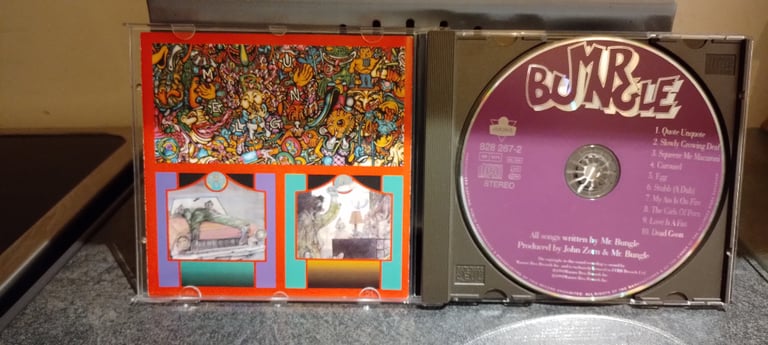 MR
BUNGLE
828 267-2
STEREO
1. Quote Unquote
2. Slowly Growing Deaf
3. Squeeze Me Macaroni
4. Carousel
5. Egg
6. Stubb (A Dub)
7. My Ass Is On Fire
8. The Girls Of Porn
9. Love Is A Fist
10. Dead Goon
All songs written by Mr. Bungle
Produced by John Zorn & Mr. Bungle